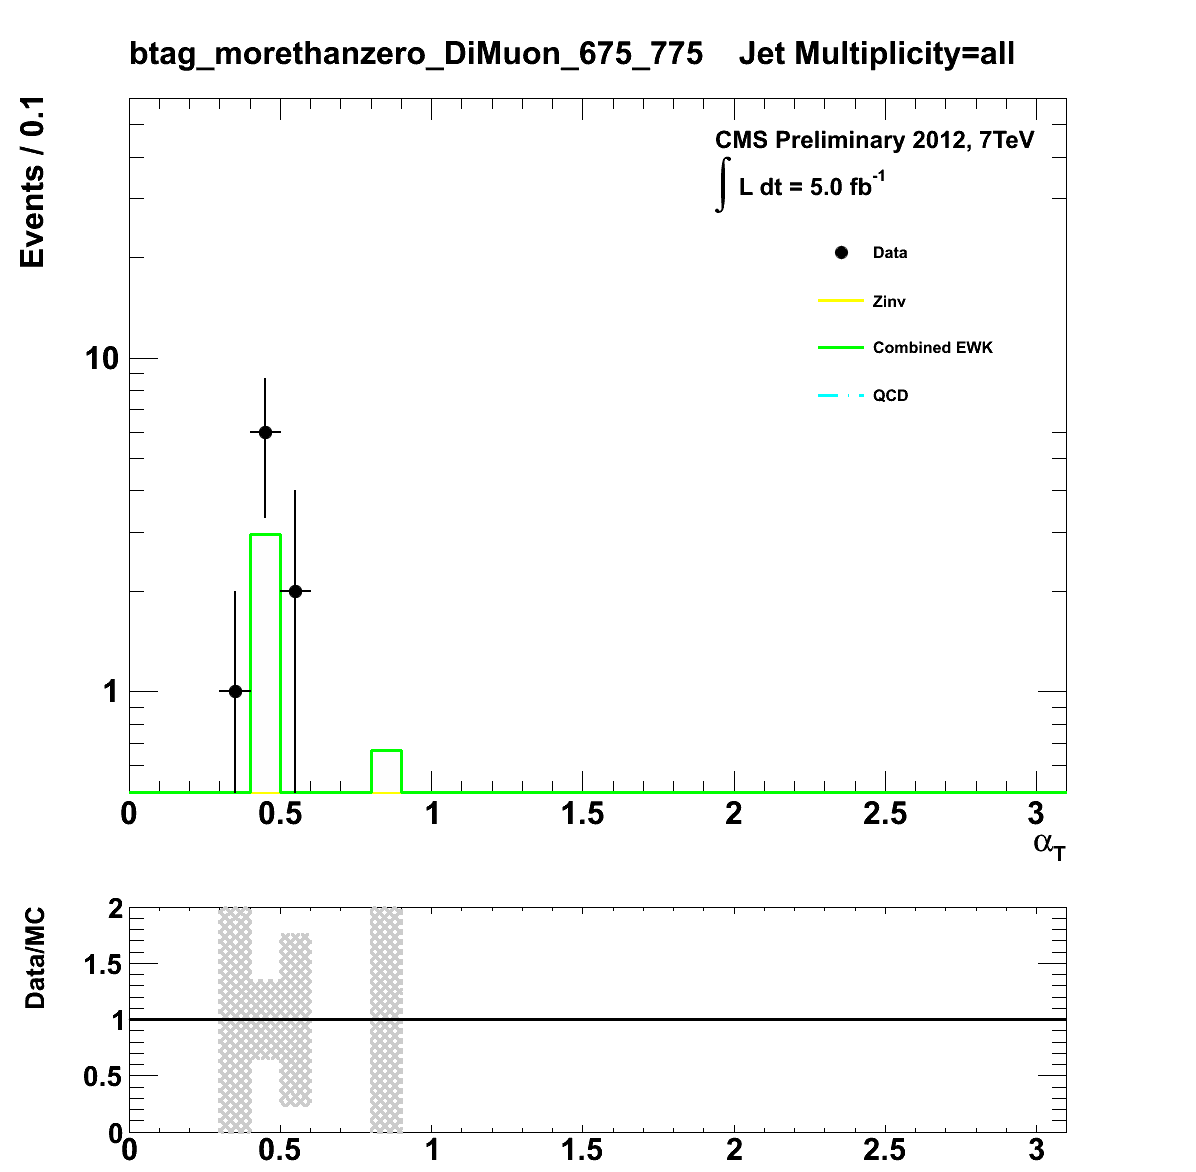 btag_morethanzero_DiMuon_675_775 Jet Multiplicity=all
Events / 0.1
CMS Preliminary 2012, 7TeV
∫ L dt = 5.0 fb⁻¹
Data
Zinv
Combined EWK
QCD
10
1
0 0.5 1 1.5 2 2.5 3
α_T
Data/MC
2
1.5
1
0.5
0
0 0.5 1 1.5 2 2.5 3